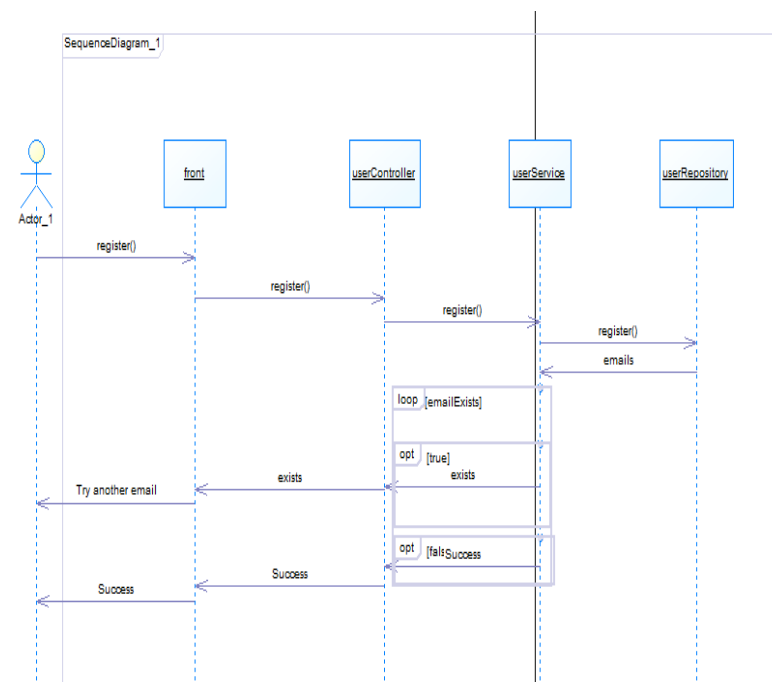 SequenceDiagram_1
front
userController
userService
userRepository
Actor_1
register()
register()
register()
register()
emails
loop [emailExists]
opt [true]
exists
exists
Try another email
opt [fals
Success
Success
Success